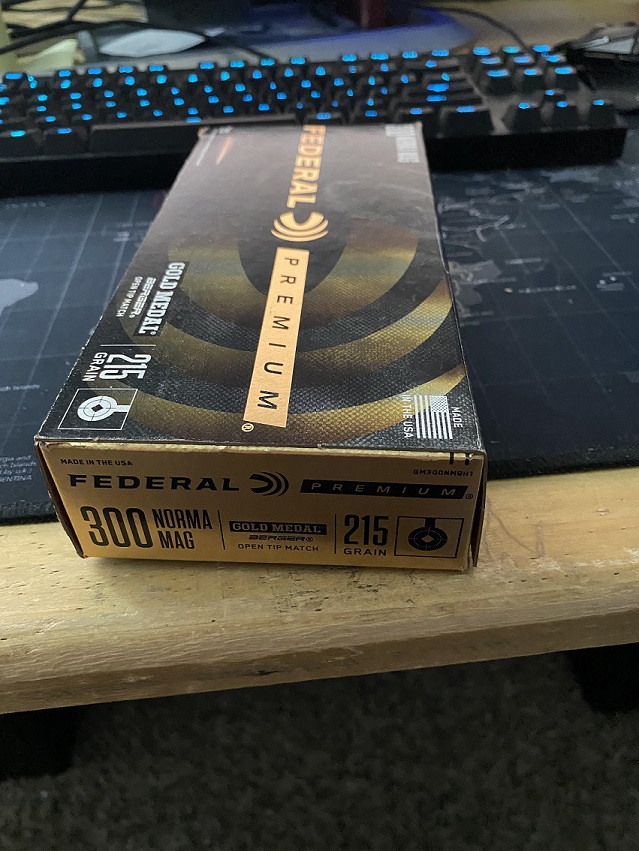 FEDERAL
PREMIUM®
GOLD MEDAL®
BERGER
OPEN TIP MATCH®
215
GRAIN
MADE
IN THE USA
MADE IN THE USA
GM300NMBH1
FEDERAL PREMIUM®
300 NORMA MAG
GOLD MEDAL®
BERGER®
OPEN TIP MATCH
215
GRAIN